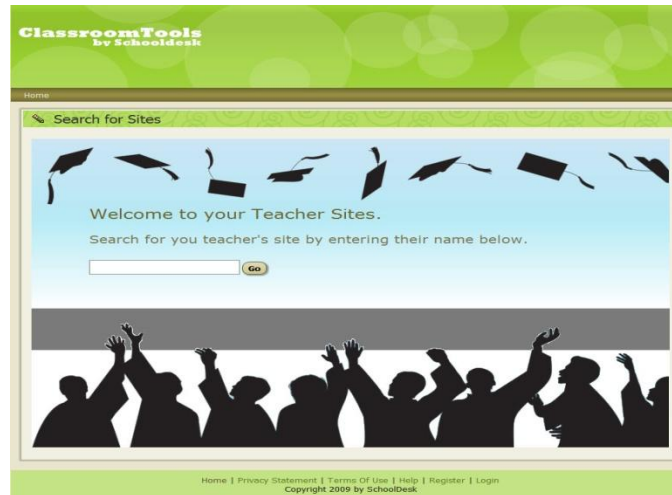 ClassroomTools
by Schooldesk
Home
Search for Sites
Welcome to your Teacher Sites.
Search for you teacher's site by entering their name below.
Go
Home | Privacy Statement | Terms Of Use | Help | Register | Login
Copyright 2009 by SchoolDesk